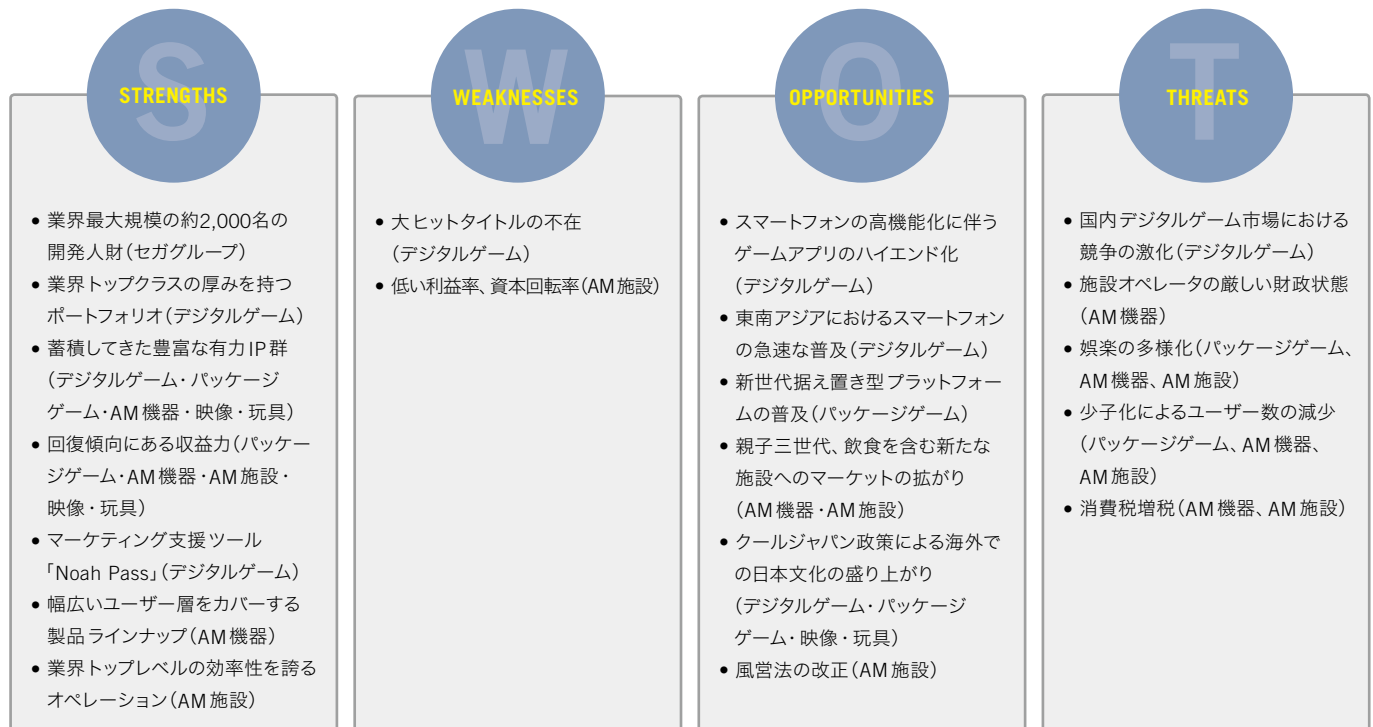 S
STRENGTHS
• 業界最大規模の約2,000名の
開発人財（セガグループ）
• 業界トップクラスの厚みを持つ
ポートフォリオ（デジタルゲーム）
• 蓄積してきた豊富な有力IP群
（デジタルゲーム・パッケージ
ゲーム・AM機器・映像・玩具）
• 回復傾向にある収益力（パッケー
ジゲーム・AM機器・AM施設・
映像・玩具）
• マーケティング支援ツール
「Noah Pass」（デジタルゲーム）
• 幅広いユーザー層をカバーする
製品ラインナップ（AM機器）
• 業界トップレベルの効率性を誇る
オペレーション（AM施設）
W
WEAKNESSES
• 大ヒットタイトルの不在
（デジタルゲーム）
• 低い利益率、資本回転率（AM施設）
O
OPPORTUNITIES
• スマートフォンの高機能化に伴う
ゲームアプリのハイエンド化
（デジタルゲーム）
• 東南アジアにおけるスマートフォン
の急速な普及（デジタルゲーム）
• 新世代据え置き型プラットフォー
ムの普及（パッケージゲーム）
• 親子三世代、飲食を含む新たな
施設へのマーケットの拡がり
（AM機器・AM施設）
• クールジャパン政策による海外で
の日本文化の盛り上がり
（デジタルゲーム・パッケージ
ゲーム・映像・玩具）
• 風営法の改正（AM施設）
T
THREATS
• 国内デジタルゲーム市場における
競争の激化（デジタルゲーム）
• 施設オペレータの厳しい財政状態
（AM機器）
• 娯楽の多様化（パッケージゲーム、
AM機器、AM施設）
• 少子化によるユーザー数の減少
（パッケージゲーム、AM機器、
AM施設）
• 消費税増税（AM機器、AM施設）